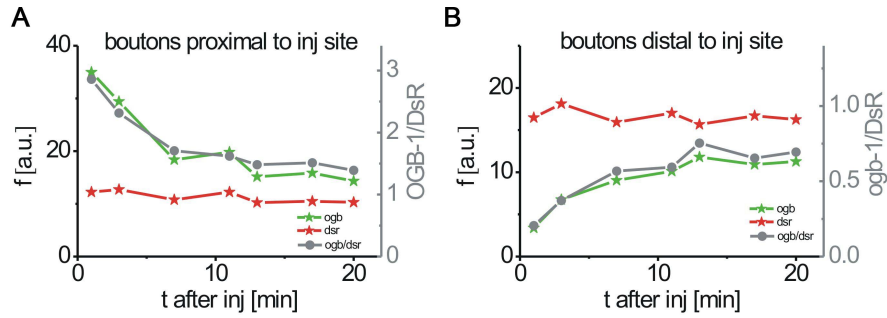 A
boutons proximal to inj site
40
20
0
f [a.u.]
3
2
1
0
OGB-1/DsR
ogb
dsr
ogb/dsr
0
10
20
t after inj [min]
B
boutons distal to inj site
20
10
0
f [a.u.]
1.0
0.5
0.0
ogb-1/DsR
ogb
dsr
ogb/dsr
0
10
20
t after inj [min]